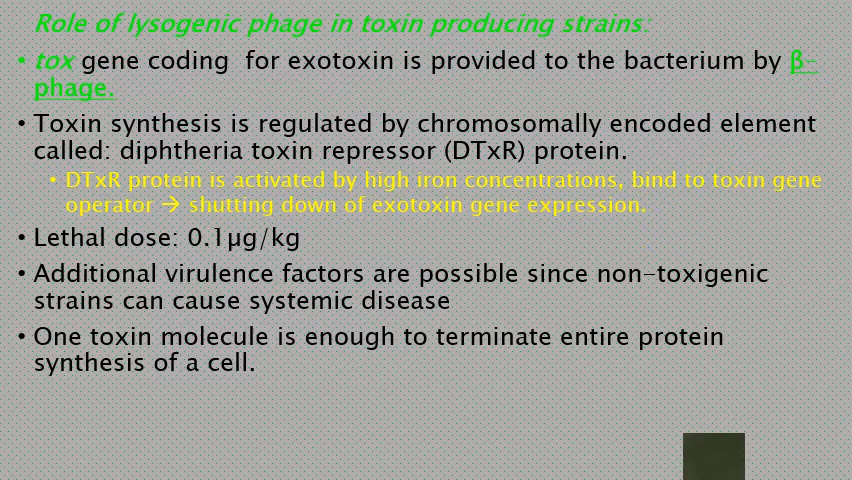 Role of lysogenic phage in toxin producing strains:
• tox gene coding for exotoxin is provided to the bacterium by β-
phage.
• Toxin synthesis is regulated by chromosomally encoded element
called: diphtheria toxin repressor (DTxR) protein.
• DTxR protein is activated by high iron concentrations, bind to toxin gene
operator → shutting down of exotoxin gene expression.
• Lethal dose: 0.1µg/kg
• Additional virulence factors are possible since non-toxigenic
strains can cause systemic disease
• One toxin molecule is enough to terminate entire protein
synthesis of a cell.